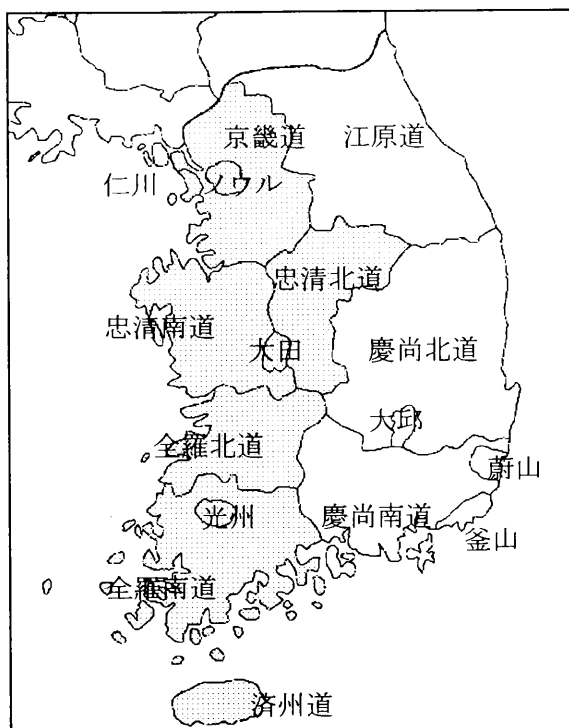 京畿道 江原道
仁川 ソウル
忠清北道
忠清南道
大田 慶尚北道
大邱
全羅北道
蔚山
光州 慶尚南道
釜山
全羅南道
済州道